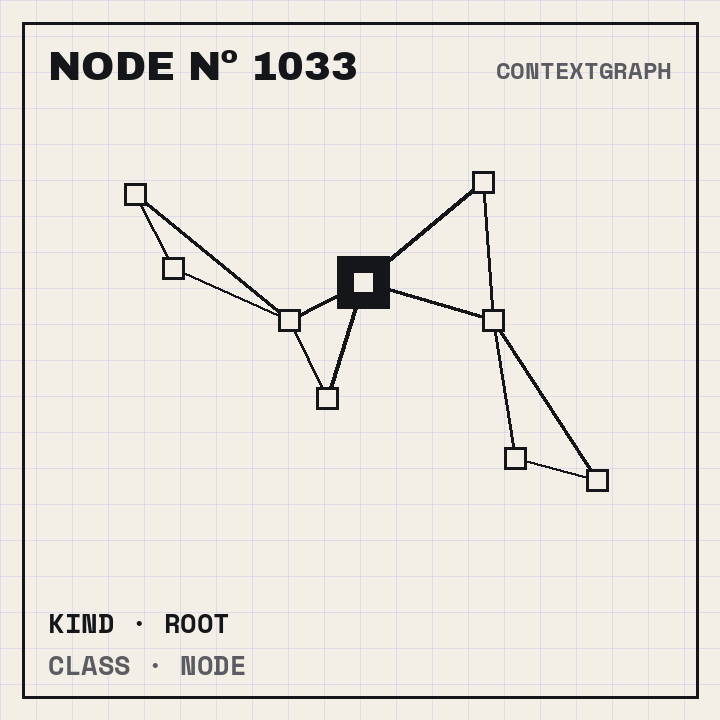 NODE Nº 1033
CONTEXTGRAPH
KIND · ROOT
CLASS · NODE